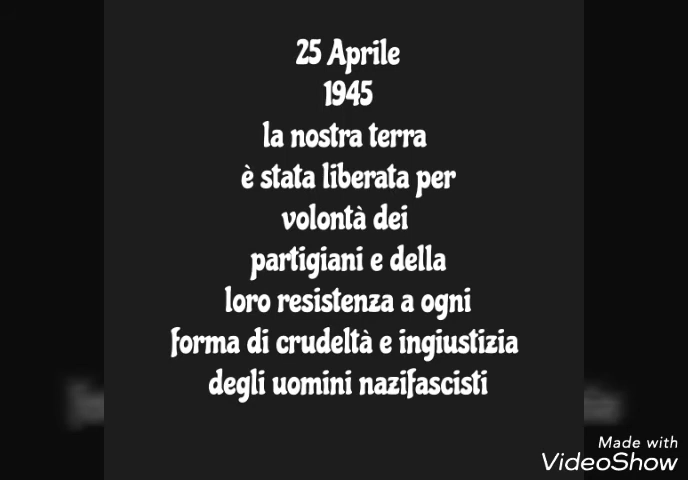 25 Aprile
1945
la nostra terra
è stata liberata per
volontà dei
partigiani e della
loro resistenza a ogni
forma di crudeltà e ingiustizia
degli uomini nazifascisti
Made with
VideoShow